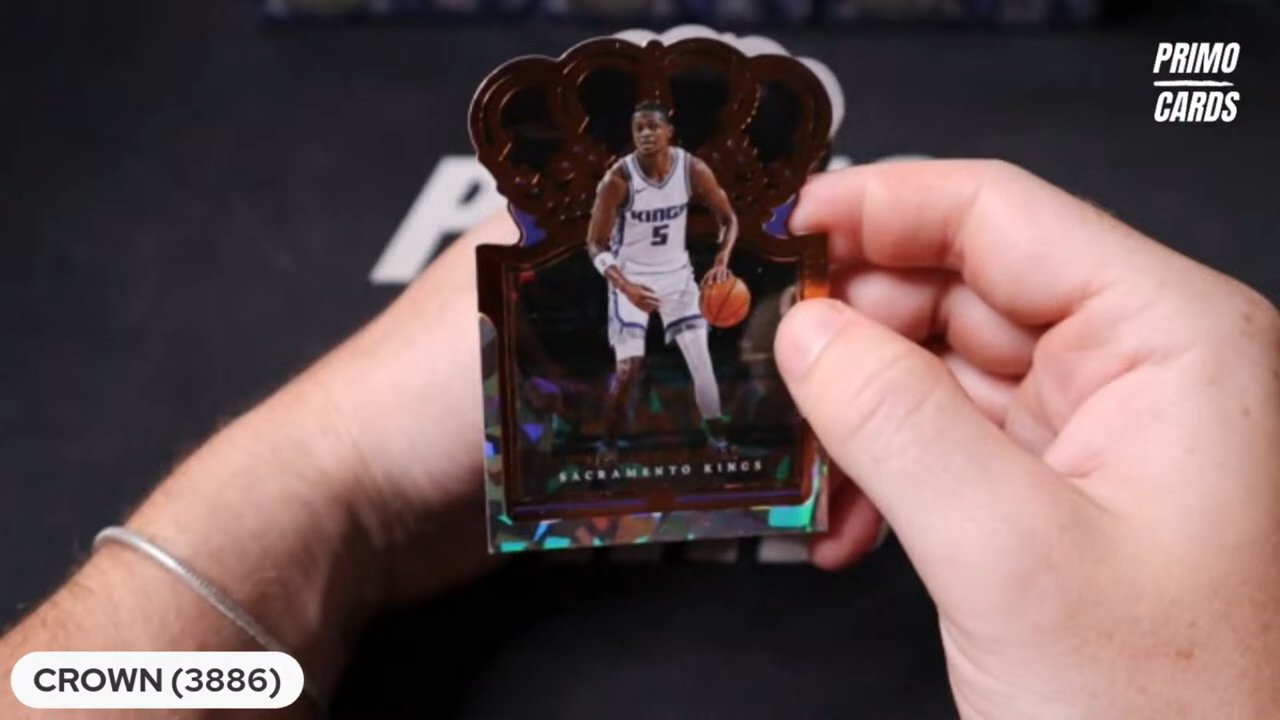 PRIMO
CARDS
KINGS
5
SACRAMENTO KINGS
CROWN (3886)